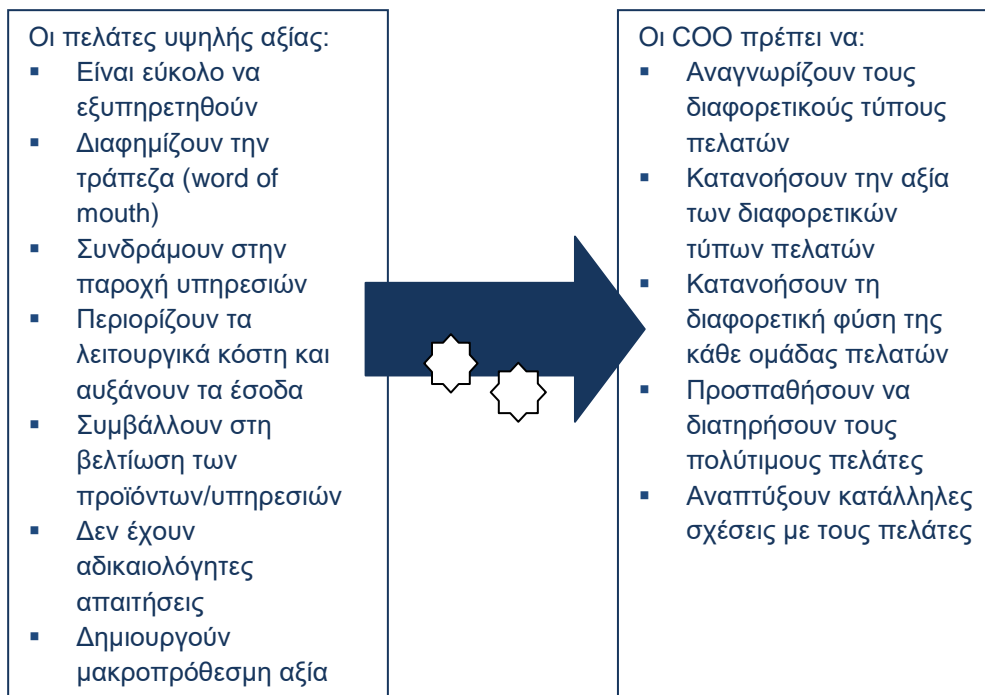 Οι πελάτες υψηλής αξίας:
▪ Είναι εύκολο να
εξυπηρετηθούν
▪ Διαφημίζουν την
τράπεζα (word of
mouth)
▪ Συνδράμουν στην
παροχή υπηρεσιών
▪ Περιορίζουν τα
λειτουργικά κόστη και
αυξάνουν τα έσοδα
▪ Συμβάλλουν στη
βελτίωση των
προϊόντων/υπηρεσιών
▪ Δεν έχουν
αδικαιολόγητες
απαιτήσεις
▪ Δημιουργούν
μακροπρόθεσμη αξία
Οι COO πρέπει να:
▪ Αναγνωρίζουν τους
διαφορετικούς τύπους
πελατών
▪ Κατανοήσουν την αξία
των διαφορετικών
τύπων πελατών
▪ Κατανοήσουν τη
διαφορετική φύση της
κάθε ομάδας πελατών
▪ Προσπαθήσουν να
διατηρήσουν τους
πολύτιμους πελάτες
▪ Αναπτύξουν κατάλληλες
σχέσεις με τους πελάτες